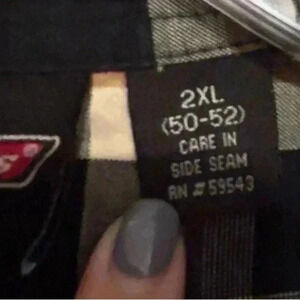 2XL
(50-52)
CARE IN
SIDE SEAM
RN #59543